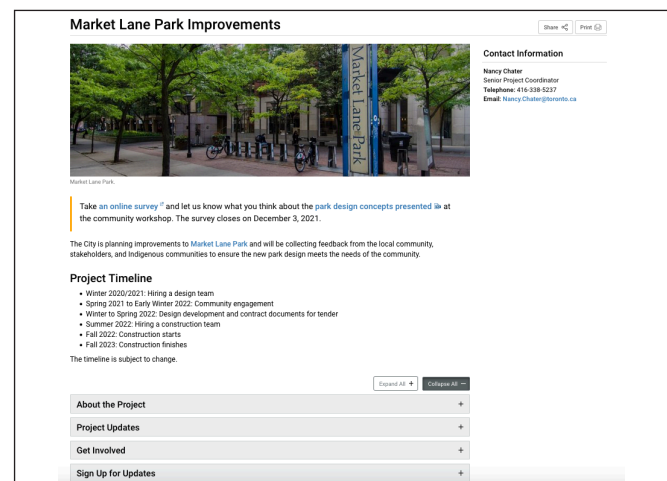 Market Lane Park Improvements
Share
Print
Market Lane Park
Market Lane Park.
Contact Information
Nancy Chater
Senior Project Coordinator
Telephone: 416-338-5237
Email: Nancy.Chater@toronto.ca
Take an online survey and let us know what you think about the park design concepts presented at
the community workshop. The survey closes on December 3, 2021.
The City is planning improvements to Market Lane Park and will be collecting feedback from the local community,
stakeholders, and Indigenous communities to ensure the new park design meets the needs of the community.
Project Timeline
• Winter 2020/2021: Hiring a design team
• Spring 2021 to Early Winter 2022: Community engagement
• Winter to Spring 2022: Design development and contract documents for tender
• Summer 2022: Hiring a construction team
• Fall 2022: Construction starts
• Fall 2023: Construction finishes
The timeline is subject to change.
Expand All +
Collapse All —
About the Project +
Project Updates +
Get Involved +
Sign Up for Updates +